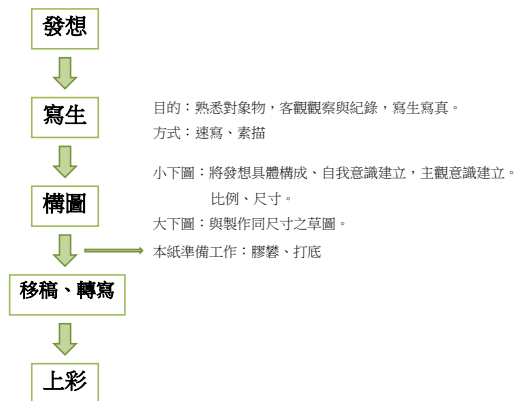 發想
寫生
目的：熟悉對象物，客觀觀察與紀錄，寫生寫真。
方式：速寫、素描
構圖
小下圖：將發想具體構成、自我意識建立，主觀意識建立。
比例、尺寸。
大下圖：與製作同尺寸之草圖。
本紙準備工作：膠礬、打底
移稿、轉寫
上彩